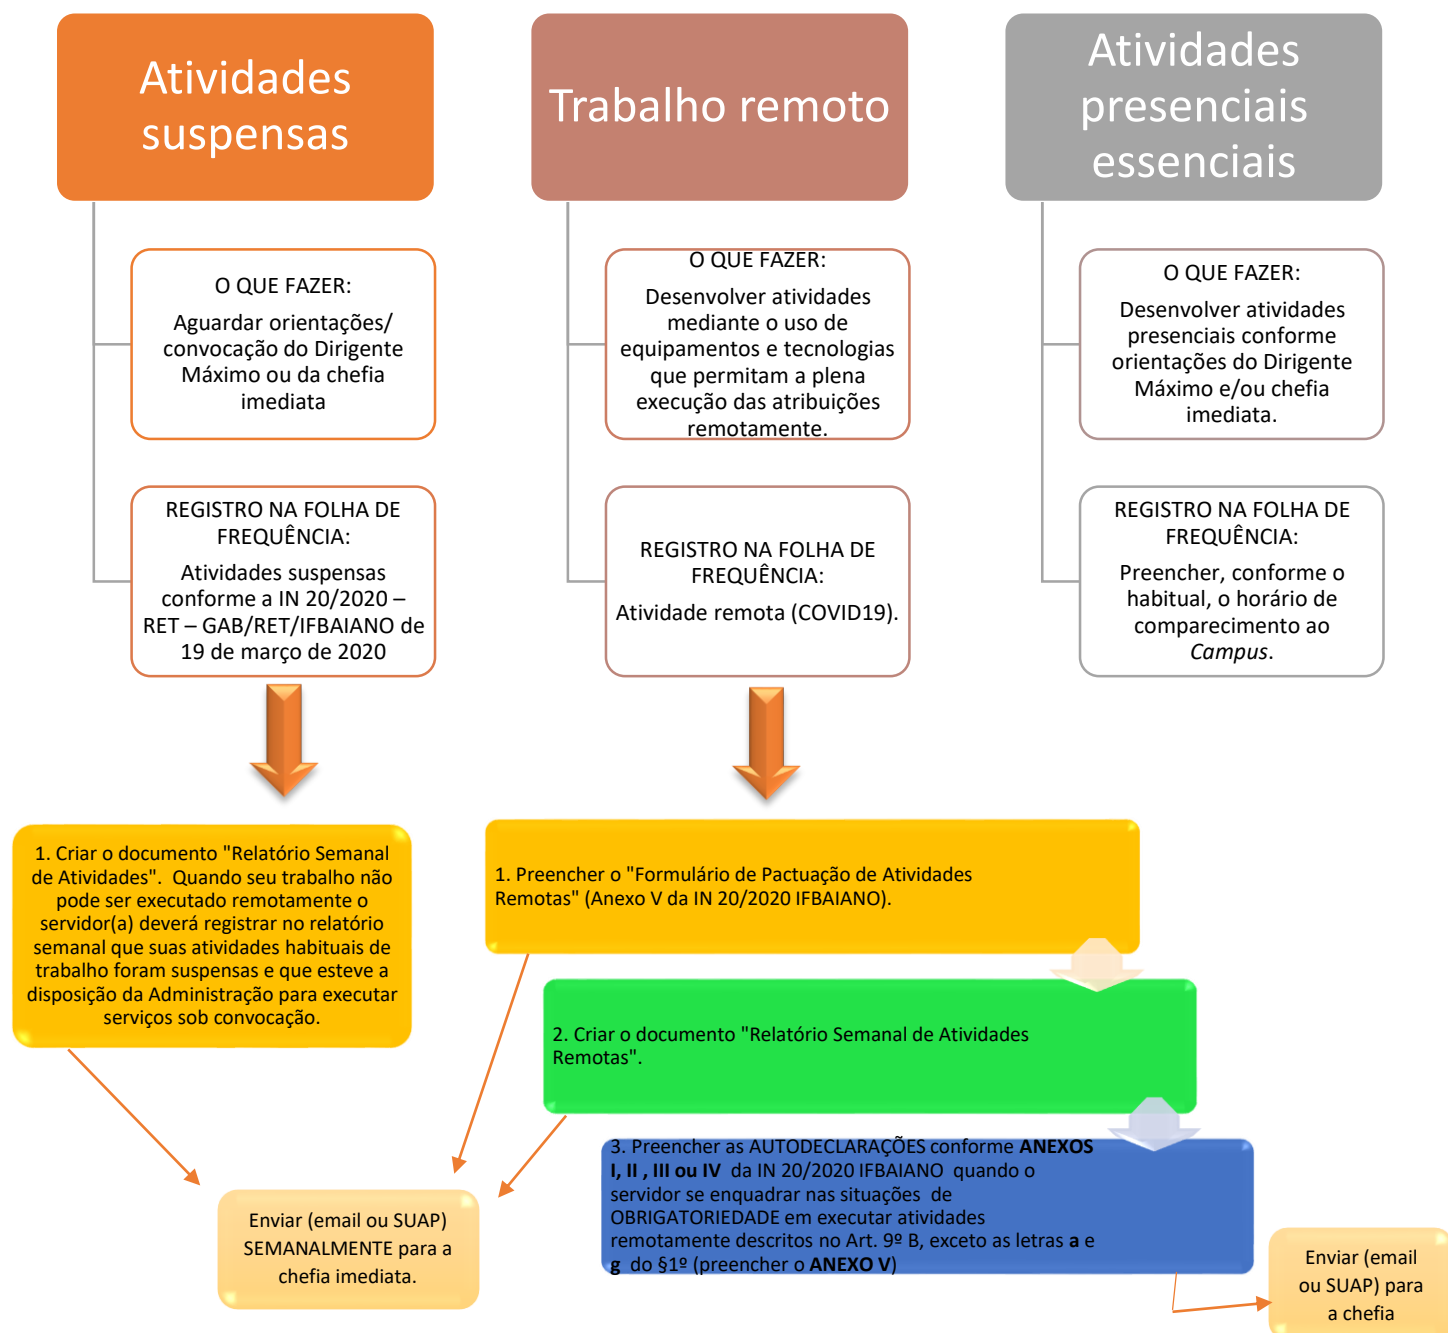 Atividades
suspensas
O QUE FAZER:
Aguardar orientações/
convocação do Dirigente
Máximo ou da chefia
imediata
REGISTRO NA FOLHA DE
FREQUÊNCIA:
Atividades suspensas
conforme a IN 20/2020 –
RET – GAB/RET/IFBAIANO de
19 de março de 2020
Trabalho remoto
O QUE FAZER:
Desenvolver atividades
mediante o uso de
equipamentos e tecnologias
que permitam a plena
execução das atribuições
remotamente.
REGISTRO NA FOLHA DE
FREQUÊNCIA:
Atividade remota (COVID19).
Atividades
presenciais
essenciais
O QUE FAZER:
Desenvolver atividades
presenciais conforme
orientações do Dirigente
Máximo e/ou chefia
imediata.
REGISTRO NA FOLHA DE
FREQUÊNCIA:
Preencher, conforme o
habitual, o horário de
comparecimento ao
Campus.
1. Criar o documento "Relatório Semanal
de Atividades". Quando seu trabalho não
pode ser executado remotamente o
servidor(a) deverá registrar no relatório
semanal que suas atividades habituais de
trabalho foram suspensas e que esteve a
disposição da Administração para executar
serviços sob convocação.
1. Preencher o "Formulário de Pactuação de Atividades
Remotas" (Anexo V da IN 20/2020 IFBAIANO).
2. Criar o documento "Relatório Semanal de Atividades
Remotas".
3. Preencher as AUTODECLARAÇÕES conforme ANEXOS
I, II , III ou IV da IN 20/2020 IFBAIANO quando o
servidor se enquadrar nas situações de
OBRIGATORIEDADE em executar atividades
remotamente descritos no Art. 9º B, exceto as letras a e
g do §1º (preencher o ANEXO V)
Enviar (email ou SUAP)
SEMANALMENTE para a
chefia imediata.
Enviar (email
ou SUAP) para
a chefia